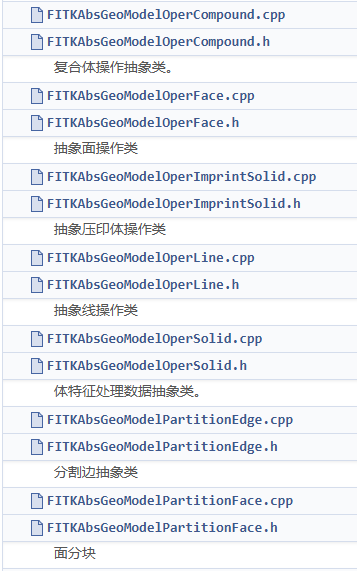 FITKAbsGeoModelOperCompound.cpp
FITKAbsGeoModelOperCompound.h
复合体操作抽象类。
FITKAbsGeoModelOperFace.cpp
FITKAbsGeoModelOperFace.h
抽象面操作类
FITKAbsGeoModelOperImprintSolid.cpp
FITKAbsGeoModelOperImprintSolid.h
抽象压印体操作类
FITKAbsGeoModelOperLine.cpp
FITKAbsGeoModelOperLine.h
抽象线操作类
FITKAbsGeoModelOperSolid.cpp
FITKAbsGeoModelOperSolid.h
体特征处理数据抽象类。
FITKAbsGeoModelPartitionEdge.cpp
FITKAbsGeoModelPartitionEdge.h
分割边抽象类
FITKAbsGeoModelPartitionFace.cpp
FITKAbsGeoModelPartitionFace.h
面分块